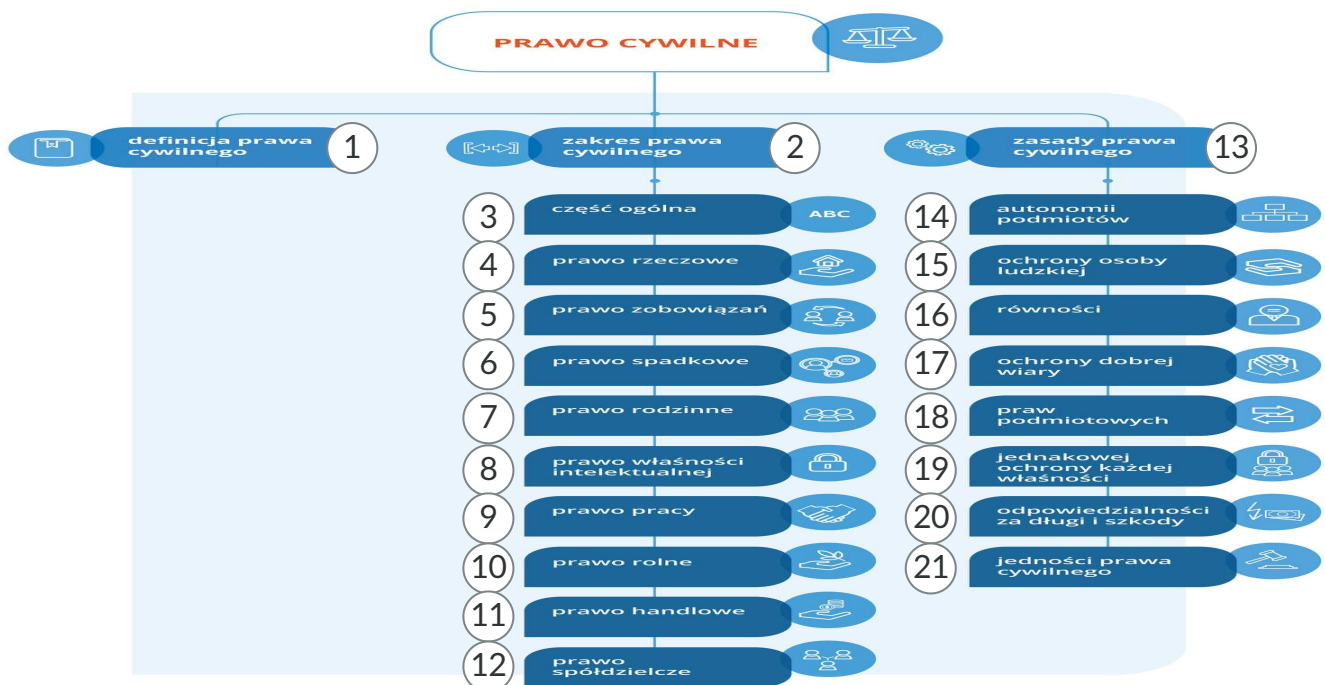 PRAWO CYWILNE
definicja prawa
cywilnego
1
zakres prawa
cywilnego
2
3
część ogólna
ABC
4
prawo rzeczowe
5
prawo zobowiązań
6
prawo spadkowe
7
prawo rodzinne
8
prawo własności
intelektualnej
9
prawo pracy
10
prawo rolne
11
prawo handlowe
12
prawo
spółdzielcze
zasady prawa
cywilnego
13
14
autonomii
podmiotów
15
ochrony osoby
ludzkiej
16
równości
17
ochrony dobrej
wiary
18
praw
podmiotowych
19
jednakowej
ochrony każdej
własności
20
odpowiedzialności
za długi i szkody
21
jedności prawa
cywilnego